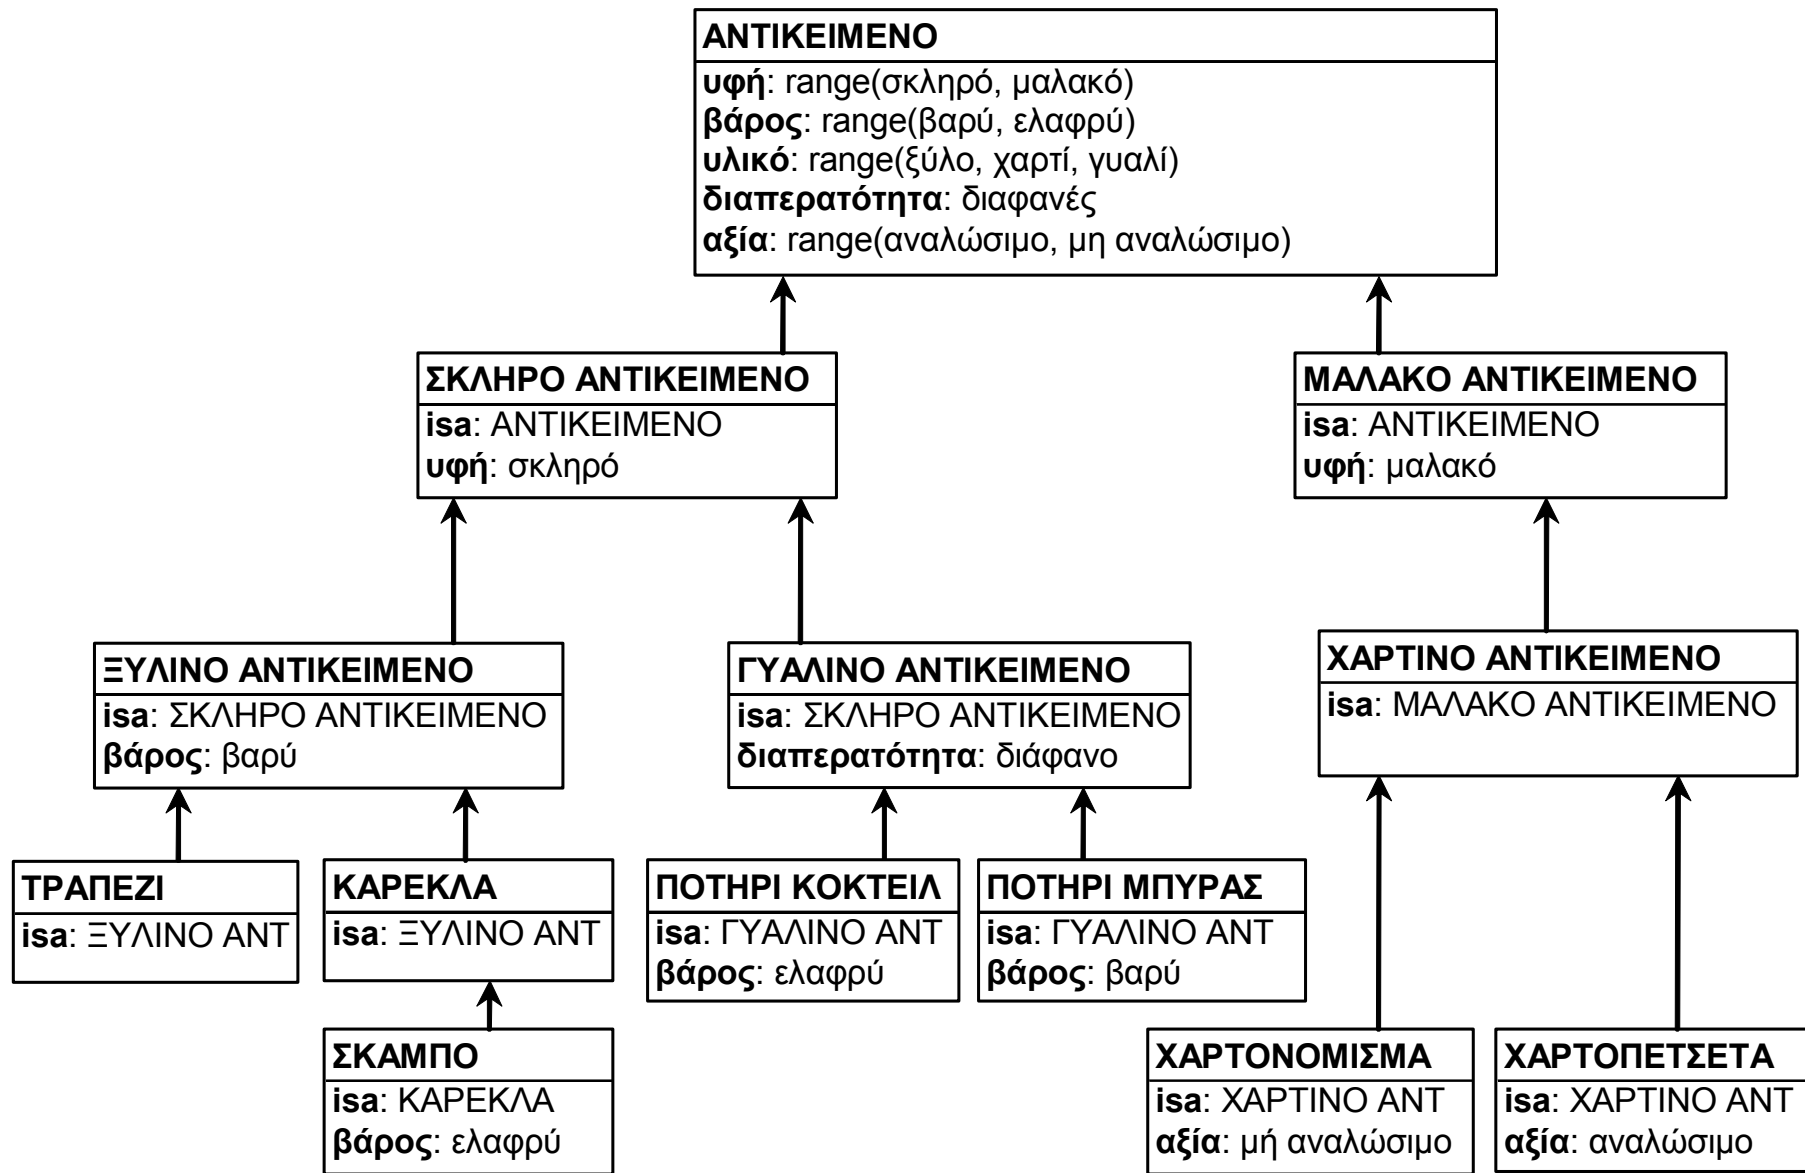 ΑΝΤΙΚΕΙΜΕΝΟ
υφή: range(σκληρό, μαλακό)
βάρος: range(βαρύ, ελαφρύ)
υλικό: range(ξύλο, χαρτί, γυαλί)
διαπερατότητα: διαφανές
αξία: range(αναλώσιμο, μη αναλώσιμο)
ΣΚΛΗΡΟ ΑΝΤΙΚΕΙΜΕΝΟ
isa: ΑΝΤΙΚΕΙΜΕΝΟ
υφή: σκληρό
ΜΑΛΑΚΟ ΑΝΤΙΚΕΙΜΕΝΟ
isa: ΑΝΤΙΚΕΙΜΕΝΟ
υφή: μαλακό
ΞΥΛΙΝΟ ΑΝΤΙΚΕΙΜΕΝΟ
isa: ΣΚΛΗΡΟ ΑΝΤΙΚΕΙΜΕΝΟ
βάρος: βαρύ
ΓΥΑΛΙΝΟ ΑΝΤΙΚΕΙΜΕΝΟ
isa: ΣΚΛΗΡΟ ΑΝΤΙΚΕΙΜΕΝΟ
διαπερατότητα: διάφανο
ΧΑΡΤΙΝΟ ΑΝΤΙΚΕΙΜΕΝΟ
isa: ΜΑΛΑΚΟ ΑΝΤΙΚΕΙΜΕΝΟ
ΤΡΑΠΕΖΙ
isa: ΞΥΛΙΝΟ ΑΝΤ
ΚΑΡΕΚΛΑ
isa: ΞΥΛΙΝΟ ΑΝΤ
ΠΟΤΗΡΙ ΚΟΚΤΕΙΛ
isa: ΓΥΑΛΙΝΟ ΑΝΤ
βάρος: ελαφρύ
ΠΟΤΗΡΙ ΜΠΥΡΑΣ
isa: ΓΥΑΛΙΝΟ ΑΝΤ
βάρος: βαρύ
ΣΚΑΜΠΟ
isa: ΚΑΡΕΚΛΑ
βάρος: ελαφρύ
ΧΑΡΤΟΝΟΜΙΣΜΑ
isa: ΧΑΡΤΙΝΟ ΑΝΤ
αξία: μή αναλώσιμο
ΧΑΡΤΟΠΕΤΣΕΤΑ
isa: ΧΑΡΤΙΝΟ ΑΝΤ
αξία: αναλώσιμο